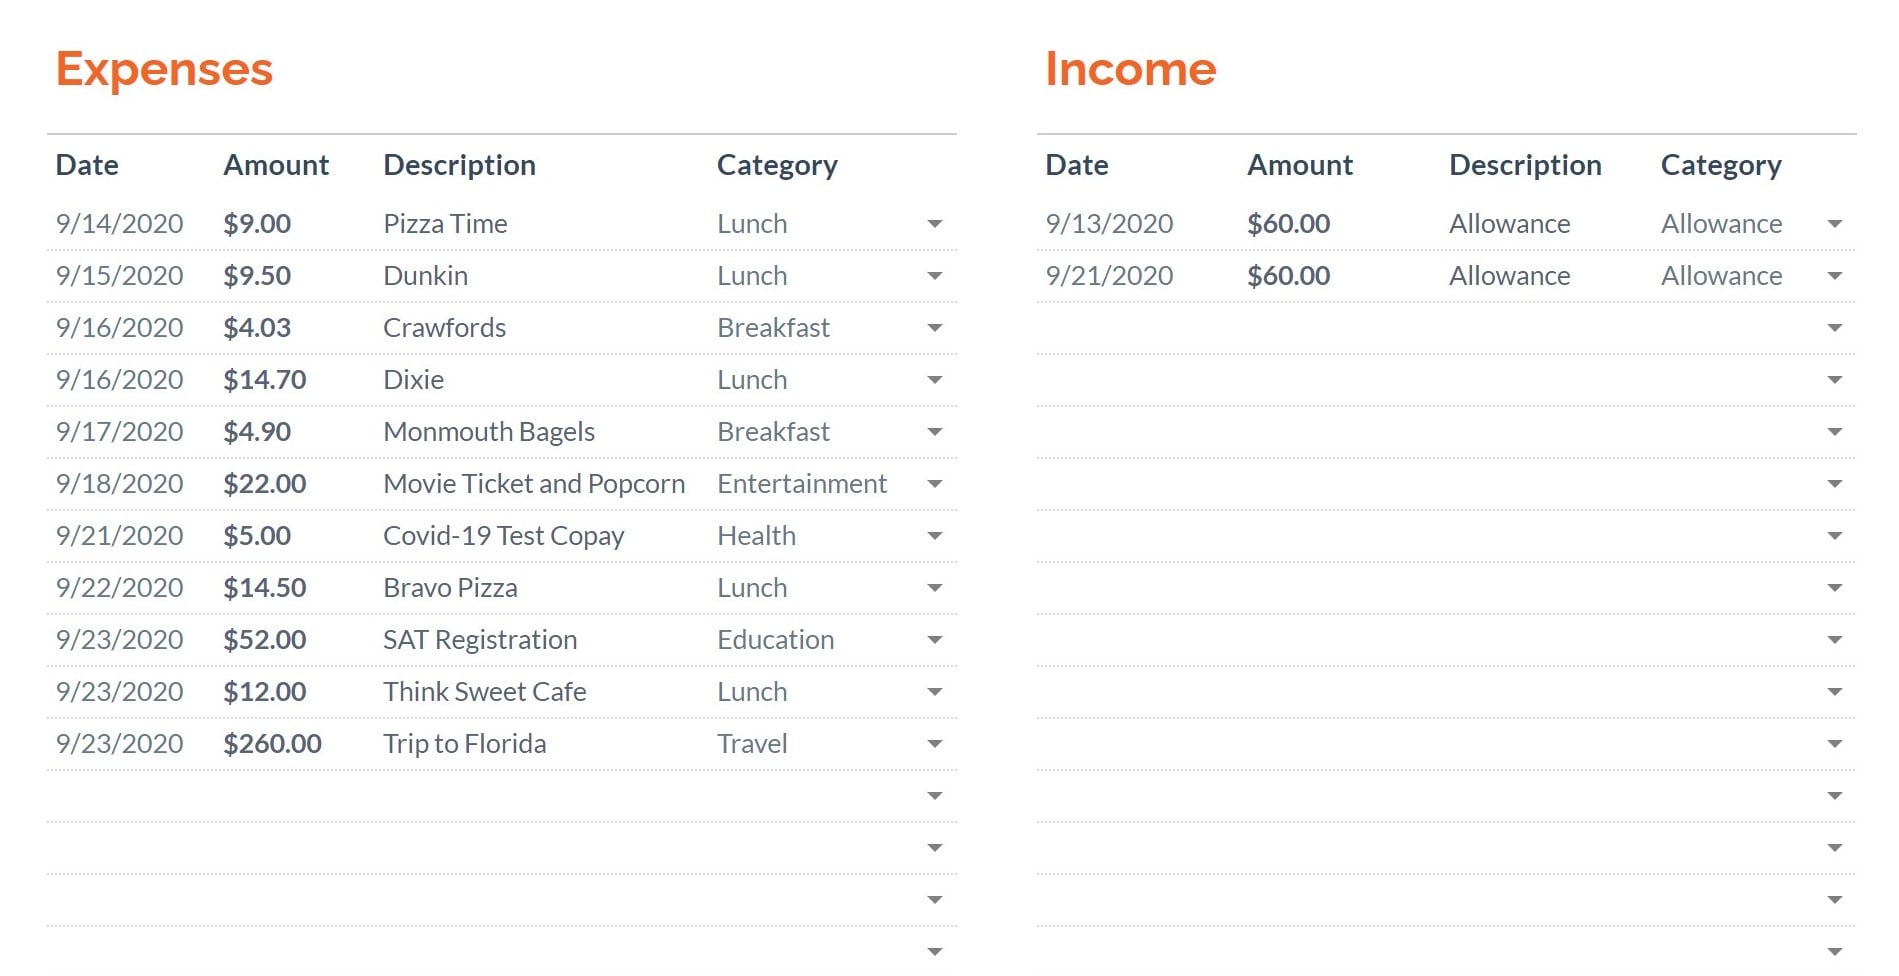 Expenses
Date Amount Description Category
9/14/2020 $9.00 Pizza Time Lunch
9/15/2020 $9.50 Dunkin Lunch
9/16/2020 $4.03 Crawfords Breakfast
9/16/2020 $14.70 Dixie Lunch
9/17/2020 $4.90 Monmouth Bagels Breakfast
9/18/2020 $22.00 Movie Ticket and Popcorn Entertainment
9/21/2020 $5.00 Covid-19 Test Copay Health
9/22/2020 $14.50 Bravo Pizza Lunch
9/23/2020 $52.00 SAT Registration Education
9/23/2020 $12.00 Think Sweet Cafe Lunch
9/23/2020 $260.00 Trip to Florida Travel
Income
Date Amount Description Category
9/13/2020 $60.00 Allowance Allowance
9/21/2020 $60.00 Allowance Allowance